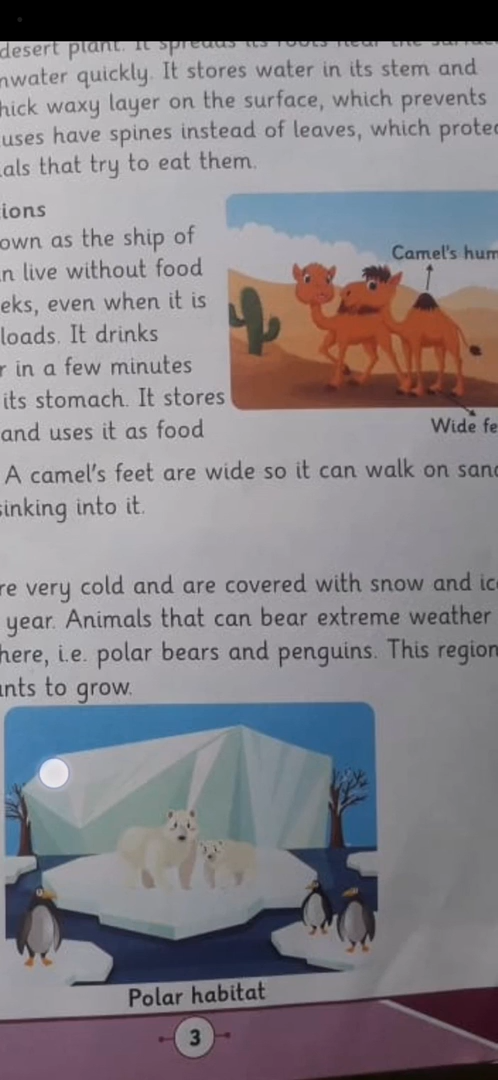 desert plant. It spreads its roots near the
nwater quickly. It stores water in its stem and
hick waxy layer on the surface, which prevents
uses have spines instead of leaves, which protec
als that try to eat them.
ions
own as the ship of
n live without food
eks, even when it is
loads. It drinks
r in a few minutes
its stomach. It stores
and uses it as food
Camel's hum
Wide fe
A camel's feet are wide so it can walk on san
sinking into it.
re very cold and are covered with snow and ic
year. Animals that can bear extreme weather
here, i.e. polar bears and penguins. This region
nts to grow.
Polar habitat
3